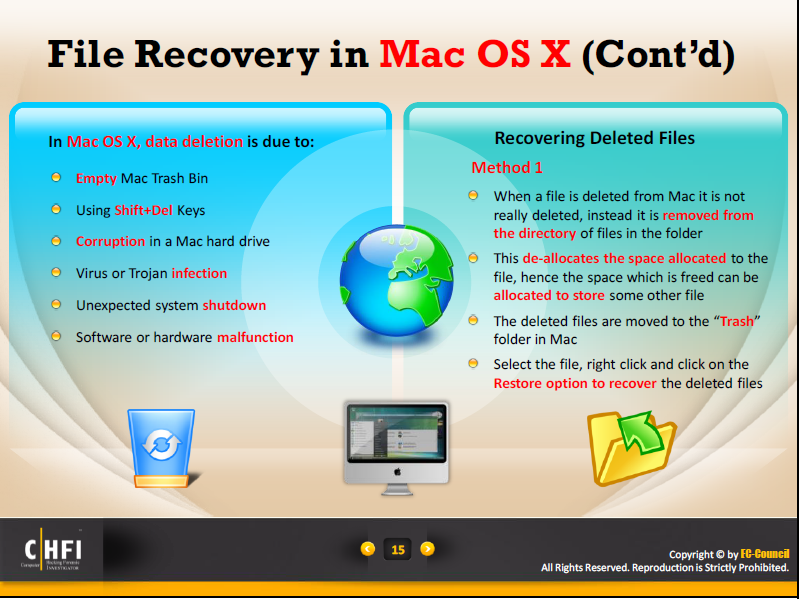 File Recovery in Mac OS X (Cont’d)
In Mac OS X, data deletion is due to:
Empty Mac Trash Bin
Using Shift+Del Keys
Corruption in a Mac hard drive
Virus or Trojan infection
Unexpected system shutdown
Software or hardware malfunction
Recovering Deleted Files
Method 1
When a file is deleted from Mac it is not
really deleted, instead it is removed from
the directory of files in the folder
This de-allocates the space allocated to the
file, hence the space which is freed can be
allocated to store some other file
The deleted files are moved to the “Trash”
folder in Mac
Select the file, right click and click on the
Restore option to recover the deleted files
CHFI
Computer Hacking Forensic
INVESTIGATOR
15
Copyright © by EC-Council
All Rights Reserved. Reproduction is Strictly Prohibited.